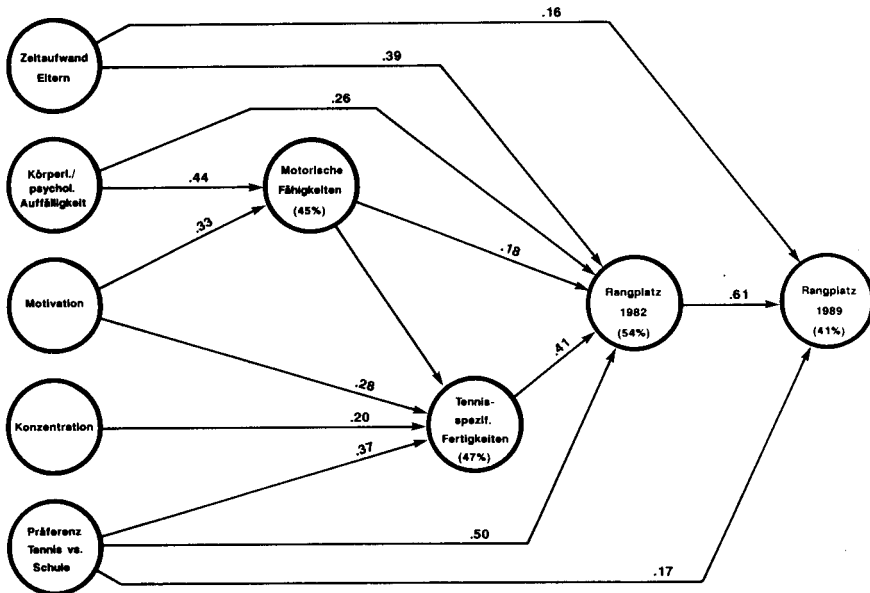 .16
Zeitaufwand
Eltern
.39
.26
Körperl./
psychol.
Auffälligkeit
.44
Motorische
Fähigkeiten
(45%)
.33
.18
Motivation
Rangplatz
1982
(54%)
.61
Rangplatz
1989
(41%)
.41
.28
Tennis-
spezif.
Fertigkeiten
(47%)
Konzentration
.20
.37
Präferenz
Tennis vs.
Schule
.50
.17